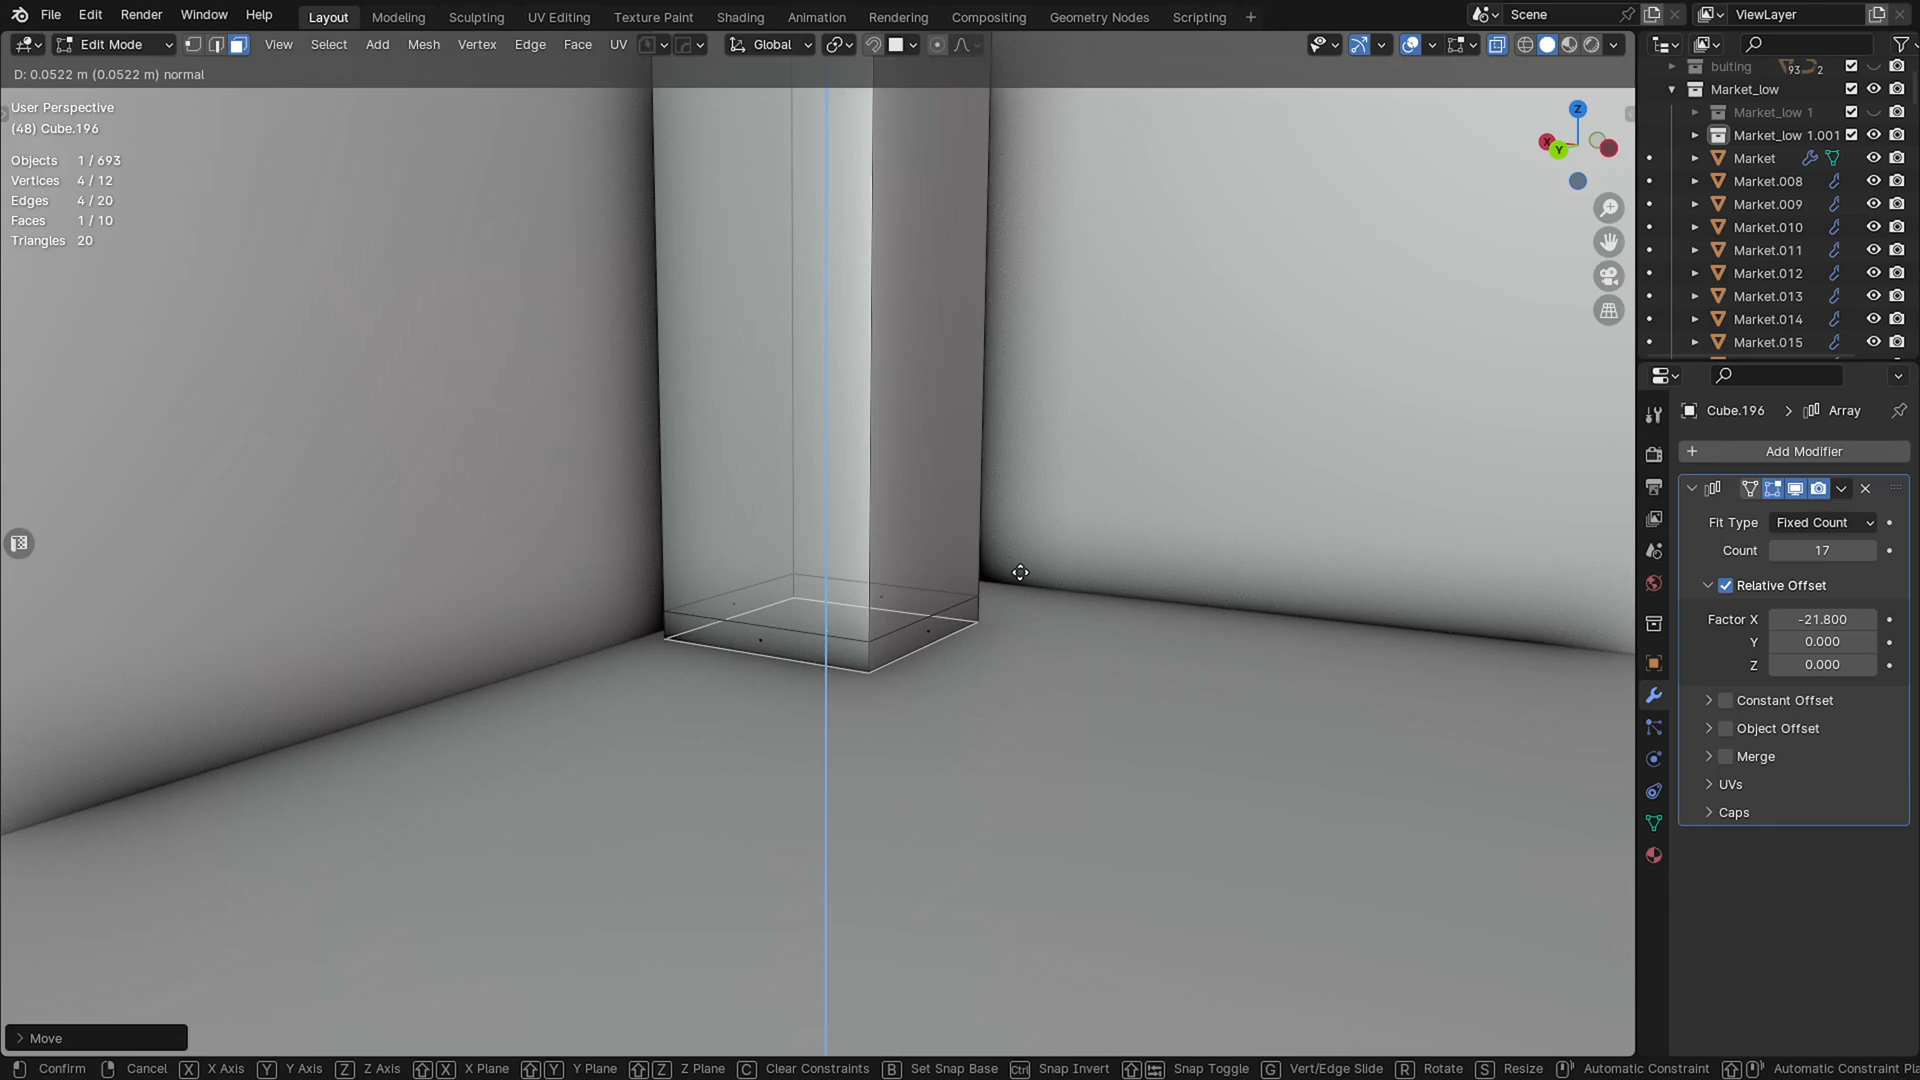 File Edit Render Window Help Layout Modeling Sculpting UV Editing Texture Paint Shading Animation Rendering Compositing Geometry Nodes Scripting + Scene ViewLayer
Edit Mode View Select Add Mesh Vertex Edge Face UV Global
D: 0.0522 m (0.0522 m) normal
User Perspective
(48) Cube.196
Objects 1 / 693
Vertices 4 / 12
Edges 4 / 20
Faces 1 / 10
Triangles 20
Z
X
Y
buiting 93 2
Market_low
Market_low 1
Market_low 1.001
Market
Market.008
Market.009
Market.010
Market.011
Market.012
Market.013
Market.014
Market.015
Cube.196 > Array
+ Add Modifier
Fit Type Fixed Count
Count 17
Relative Offset
Factor X -21.800
Y 0.000
Z 0.000
Constant Offset
Object Offset
Merge
UVs
Caps
> Move
Confirm Cancel X X Axis Y Y Axis Z Z Axis X X Plane Y Y Plane Z Z Plane C Clear Constraints B Set Snap Base Ctrl Snap Invert Snap Toggle G Vert/Edge Slide R Rotate S Resize Automatic Constraint Automatic Constraint Pla